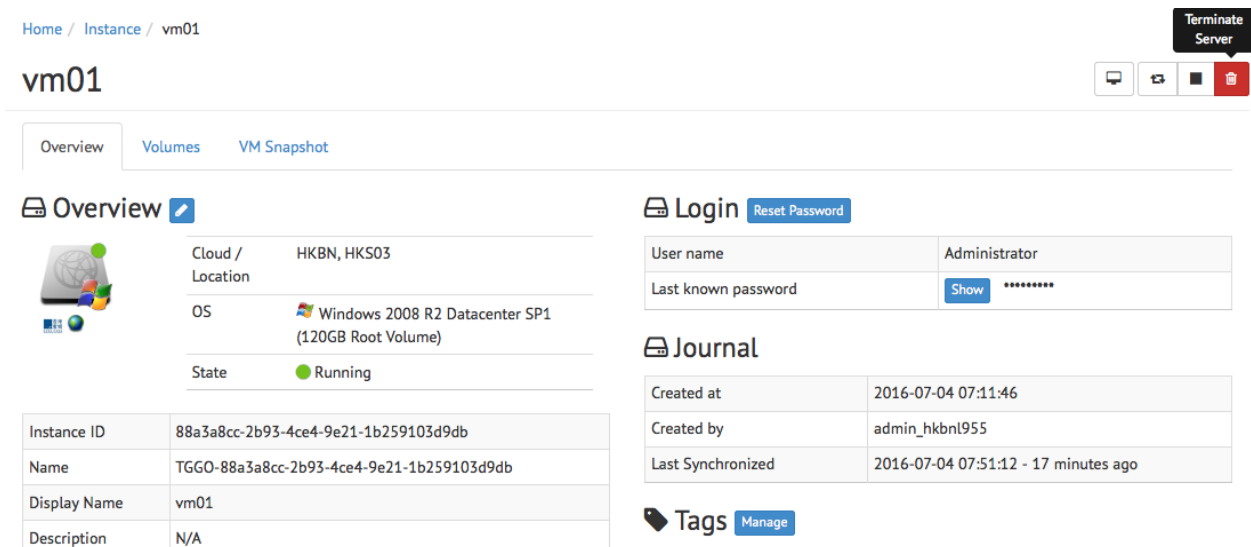 Home / Instance / vm01
Terminate
Server
vm01
Overview
Volumes
VM Snapshot
Overview
Cloud /
Location
HKBN, HKS03
OS
Windows 2008 R2 Datacenter SP1
(120GB Root Volume)
State
Running
Instance ID
88a3a8cc-2b93-4ce4-9e21-1b259103d9db
Name
TGGO-88a3a8cc-2b93-4ce4-9e21-1b259103d9db
Display Name
vm01
Description
N/A
Login
Reset Password
User name
Administrator
Last known password
Show
*********
Journal
Created at
2016-07-04 07:11:46
Created by
admin_hkbnl955
Last Synchronized
2016-07-04 07:51:12 - 17 minutes ago
Tags
Manage